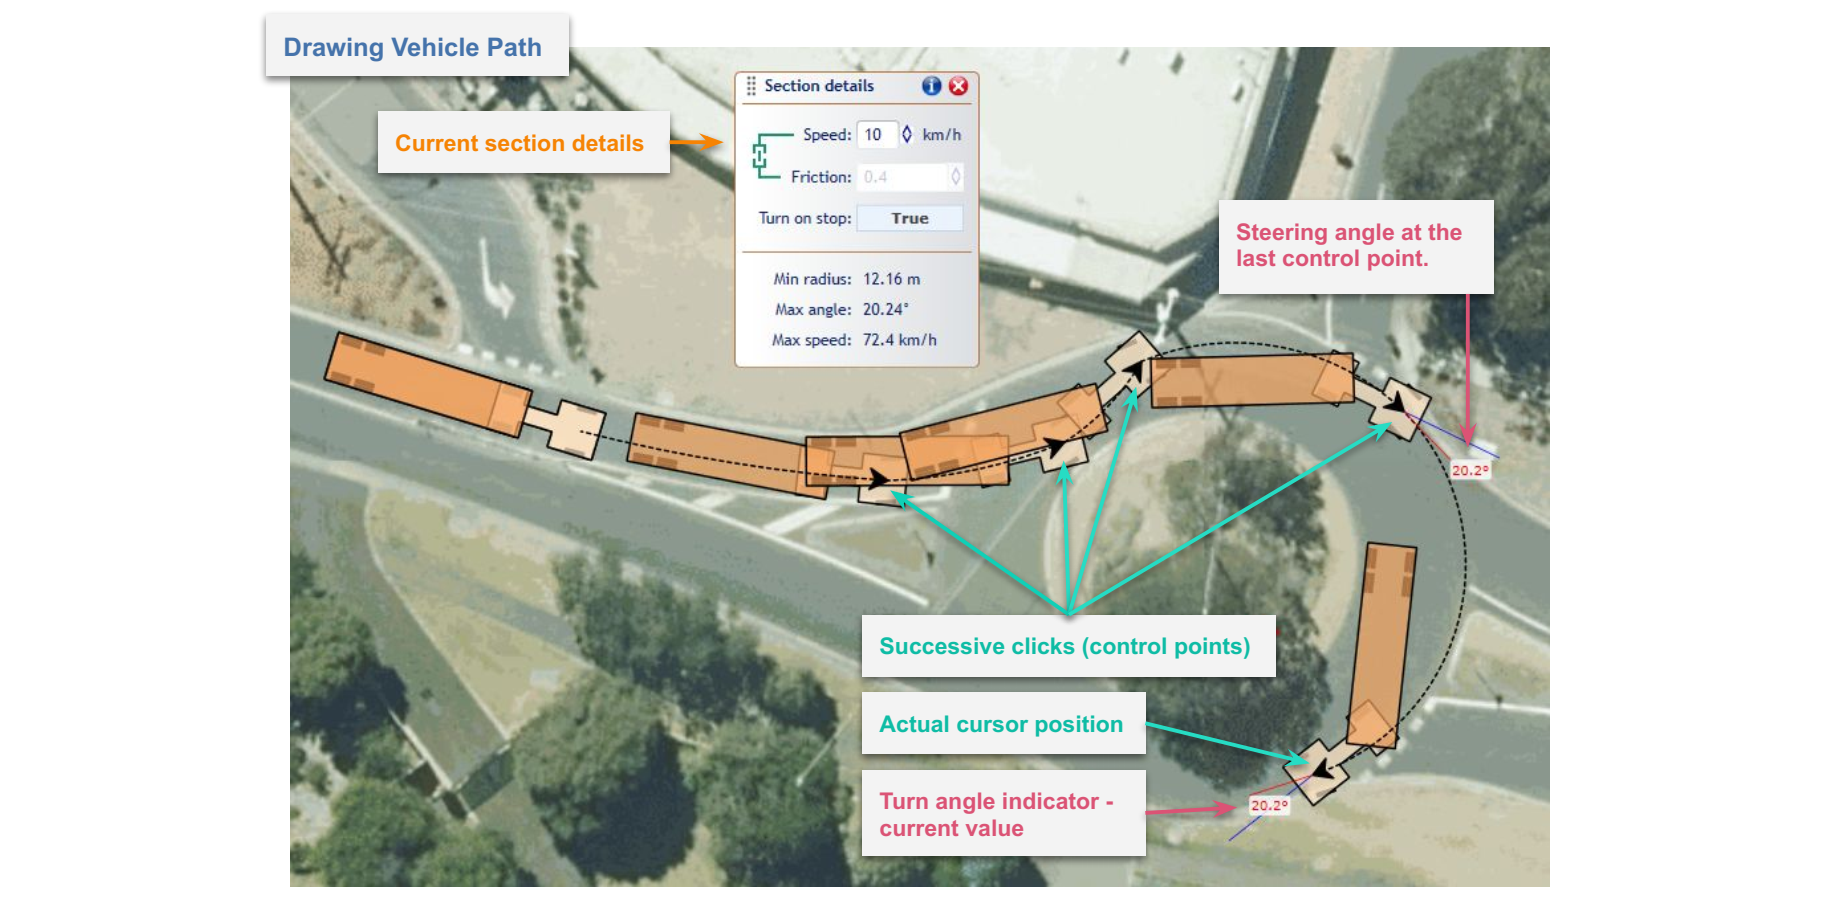 Drawing Vehicle Path
Current section details
Section details
Speed: 10 km/h
Friction: 0.4
Turn on stop: True
Min radius: 12.16 m
Max angle: 20.24°
Max speed: 72.4 km/h
Steering angle at the
last control point.
20.2°
Successive clicks (control points)
Actual cursor position
Turn angle indicator -
current value
20.2°